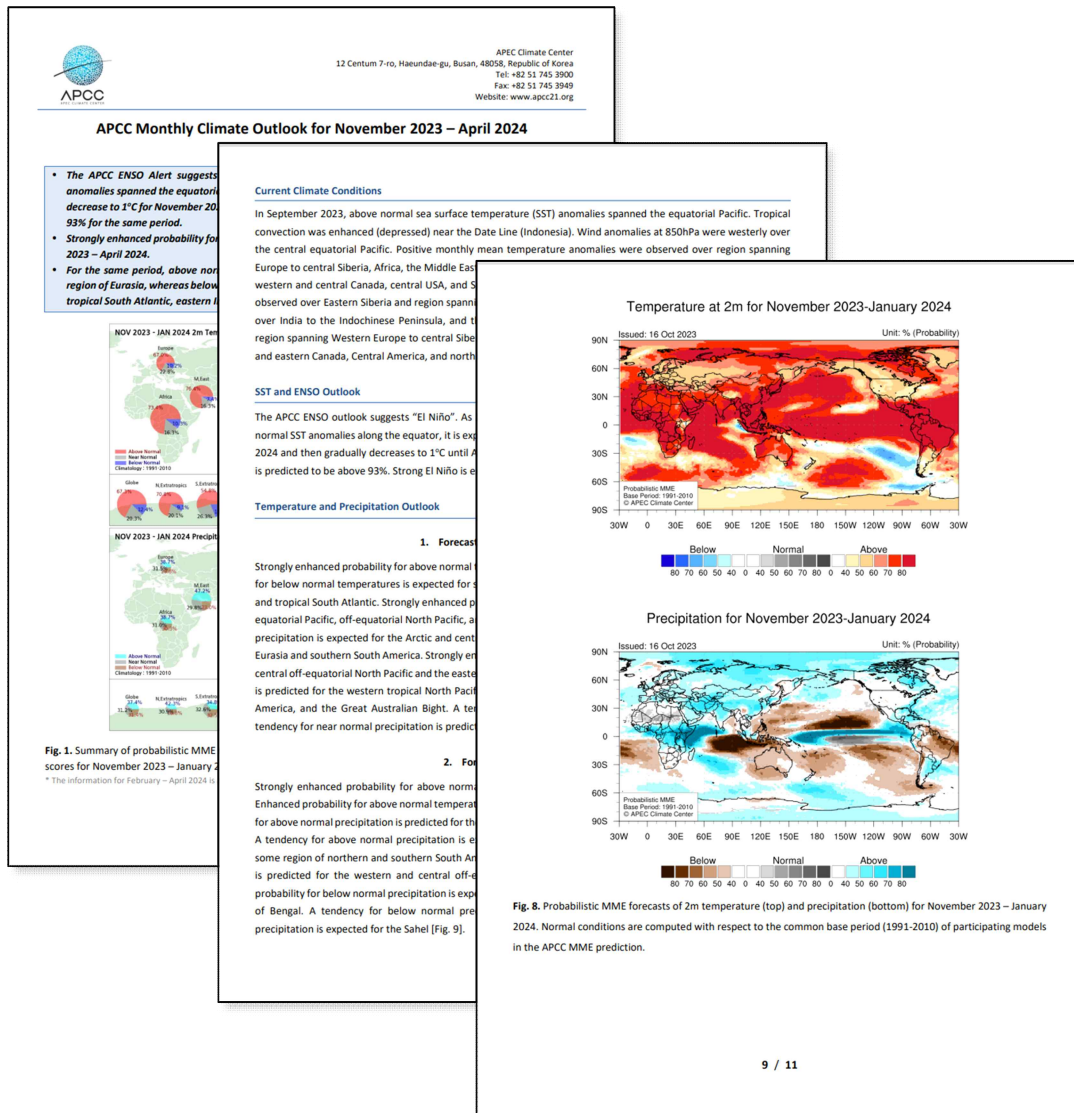 APCC
APEC CLIMATE CENTER
APEC Climate Center
12 Centum 7-ro, Haeundae-gu, Busan, 48058, Republic of Korea
Tel: +82 51 745 3900
Fax: +82 51 745 3949
Website: www.apcc21.org
APCC Monthly Climate Outlook for November 2023 – April 2024
• The APCC ENSO Alert suggests
anomalies spanned the
decrease to 1°C for November
93% for the same period.
• Strongly enhanced probability for
2023 – April 2024.
• For the same period, above
region of Eurasia, whereas
tropical South Atlantic, eastern
NOV 2023 - JAN 2024 2m
Europe
M.East
Africa
Above Normal
Near Normal
Below Normal
Climatology : 1991-2010
Globe N.Extratropics
NOV 2023 - JAN 2024
Europe
M.East
Africa
Above Normal
Near Normal
Below Normal
Climatology : 1991-2010
Globe N.Extratropics
Fig. 1. Summary of probabilistic MME
scores for November 2023 – January
* The information for February – April 2024 is
Current Climate Conditions
In September 2023, above normal sea surface temperature (SST) anomalies spanned the equatorial Pacific. Tropical
convection was enhanced (depressed) near the Date Line (Indonesia). Wind anomalies at 850hPa were westerly over
the central equatorial Pacific. Positive monthly mean temperature anomalies were observed over region spanning
Europe to central Siberia, Africa, the Middle
western and central Canada, central USA, and
observed over Eastern Siberia and region
over India to the Indochinese Peninsula, and
region spanning Western Europe to central
and eastern Canada, Central America, and
SST and ENSO Outlook
The APCC ENSO outlook suggests “El Niño”. As
normal SST anomalies along the equator, it is
2024 and then gradually decreases to 1°C until
is predicted to be above 93%. Strong El Niño is
Temperature and Precipitation Outlook
1. Forecast
Strongly enhanced probability for above normal
for below normal temperatures is expected for
and tropical South Atlantic. Strongly enhanced
equatorial Pacific, off-equatorial North Pacific,
precipitation is expected for the Arctic and
Eurasia and southern South America. Strongly
central off-equatorial North Pacific and the
is predicted for the western tropical North
America, and the Great Australian Bight. A
tendency for near normal precipitation is
2.
Strongly enhanced probability for above
Enhanced probability for above normal
for above normal precipitation is predicted for
A tendency for above normal precipitation is
some region of northern and southern South
is predicted for the western and central
probability for below normal precipitation is
of Bengal. A tendency for below normal
precipitation is expected for the Sahel [Fig. 9].
Temperature at 2m for November 2023-January 2024
Issued: 16 Oct 2023 Unit: % (Probability)
90N
60N
30N
0
30S
60S
90S
Probabilistic MME
Base Period: 1991-2010
© APEC Climate Center
30W 0 30E 60E 90E 120E 150E 180 150W 120W 90W 60W 30W
Below Normal Above
80 70 60 50 40 0 40 50 60 70 80 0 40 50 60 70 80
Precipitation for November 2023-January 2024
Issued: 16 Oct 2023 Unit: % (Probability)
90N
60N
30N
0
30S
60S
90S
Probabilistic MME
Base Period: 1991-2010
© APEC Climate Center
30W 0 30E 60E 90E 120E 150E 180 150W 120W 90W 60W 30W
Below Normal Above
80 70 60 50 40 0 40 50 60 70 80 0 40 50 60 70 80
Fig. 8. Probabilistic MME forecasts of 2m temperature (top) and precipitation (bottom) for November 2023 – January
2024. Normal conditions are computed with respect to the common base period (1991-2010) of participating models
in the APCC MME prediction.
9 / 11